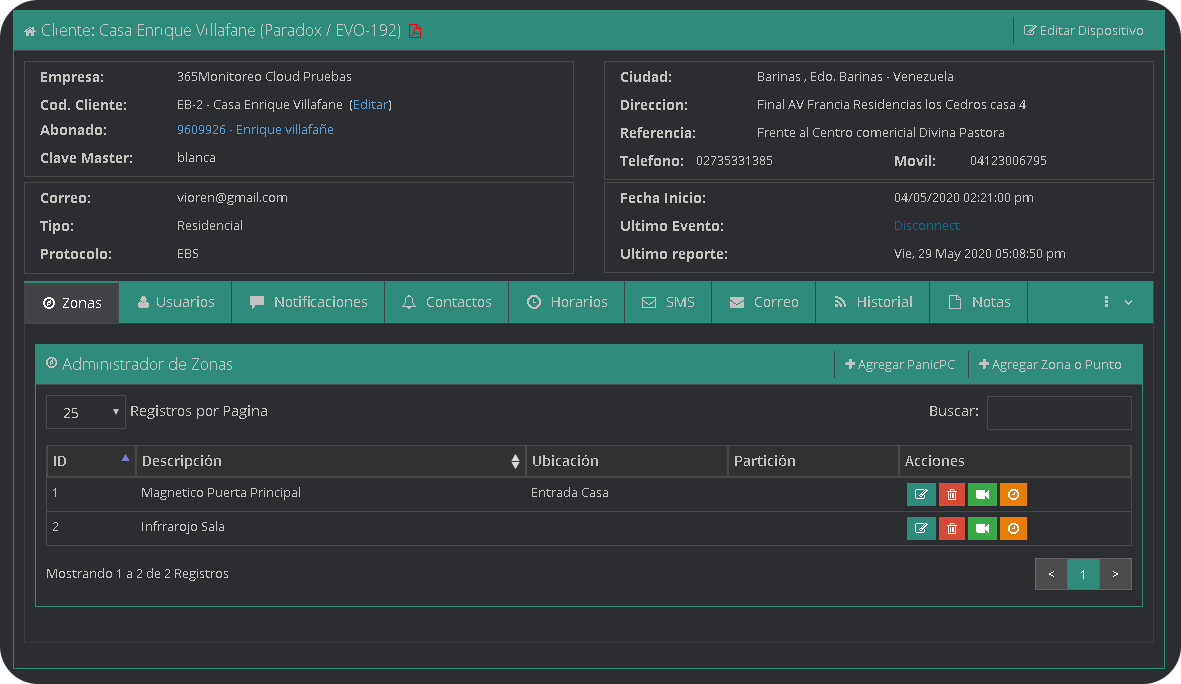 Cliente: Casa Enrique Villafane (Paradox / EVO-192)
Editar Dispositivo
Empresa: 365Monitoreo Cloud Pruebas
Cod. Cliente: EB-2 - Casa Enrique Villafane (Editar)
Abonado: 9609926 - Enrique villafañe
Clave Master: blanca
Ciudad: Barinas , Edo. Barinas - Venezuela
Direccion: Final AV Francia Residencias los Cedros casa 4
Referencia: Frente al Centro comericial Divina Pastora
Telefono: 02735331385 Movil: 04123006795
Correo: vioren@gmail.com
Tipo: Residencial
Protocolo: EBS
Fecha Inicio: 04/05/2020 02:21:00 pm
Ultimo Evento: Disconnect
Ultimo reporte: Vie, 29 May 2020 05:08:50 pm
Zonas Usuarios Notificaciones Contactos Horarios SMS Correo Historial Notas
Administrador de Zonas
+Agregar PanicPC +Agregar Zona o Punto
25 Registros por Pagina Buscar:
ID Descripción Ubicación Partición Acciones
1 Magnetico Puerta Principal Entrada Casa
2 Infrrarojo Sala
Mostrando 1 a 2 de 2 Registros
< 1 >